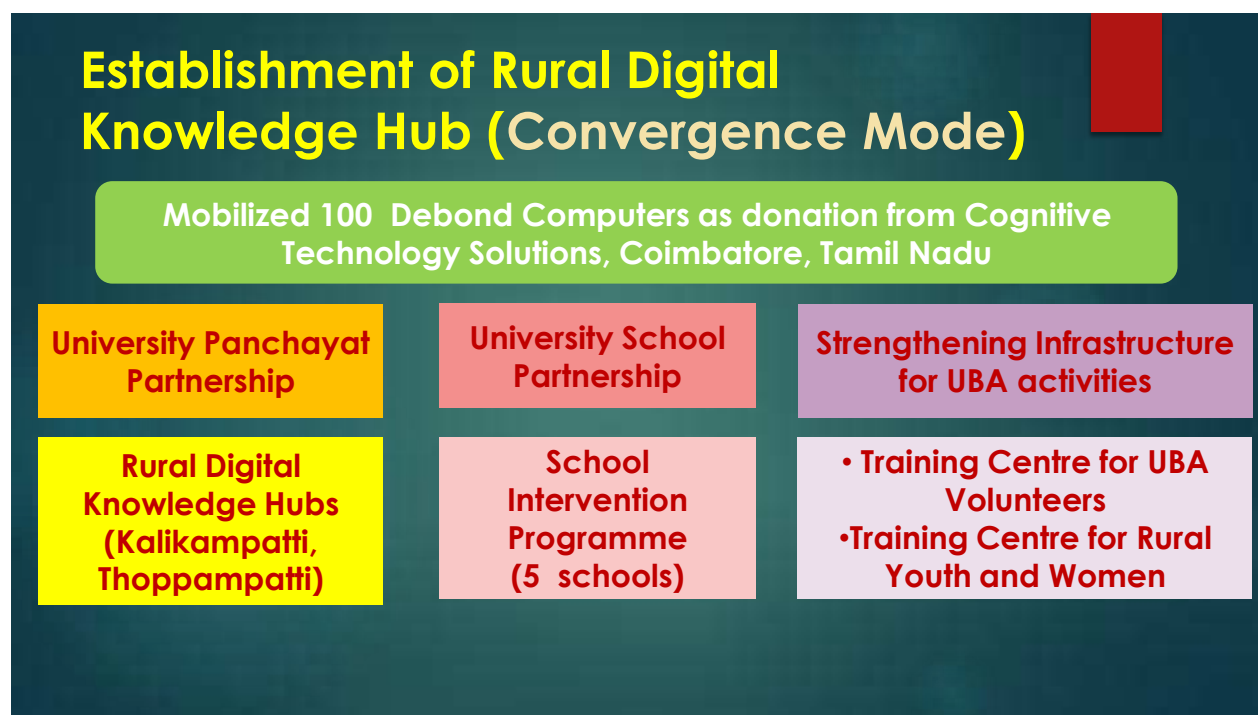 Establishment of Rural Digital
Knowledge Hub (Convergence Mode)
Mobilized 100 Debond Computers as donation from Cognitive
Technology Solutions, Coimbatore, Tamil Nadu
University Panchayat
Partnership
University School
Partnership
Strengthening Infrastructure
for UBA activities
Rural Digital
Knowledge Hubs
(Kalikampatti,
Thoppampatti)
School
Intervention
Programme
(5 schools)
• Training Centre for UBA
Volunteers
•Training Centre for Rural
Youth and Women